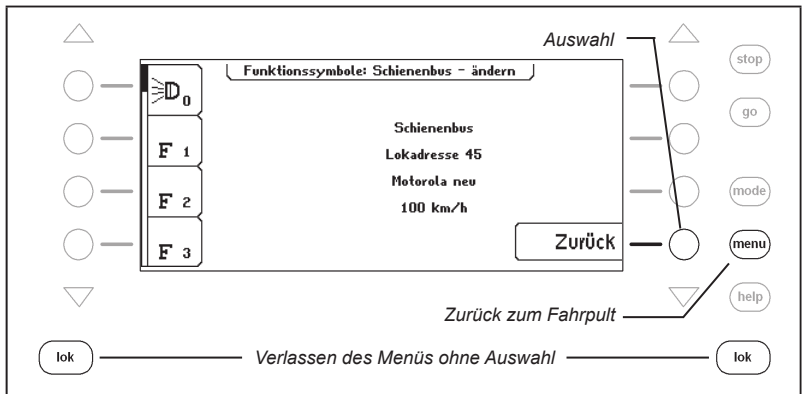 Auswahl
stop
Funktionssymbole: Schienenbus - ändern
0
go
Schienenbus
F 1
Lokadresse 45
Motorola neu
mode
F 2
100 km/h
Zurück
menu
F 3
help
Zurück zum Fahrpult
lok
Verlassen des Menüs ohne Auswahl
lok